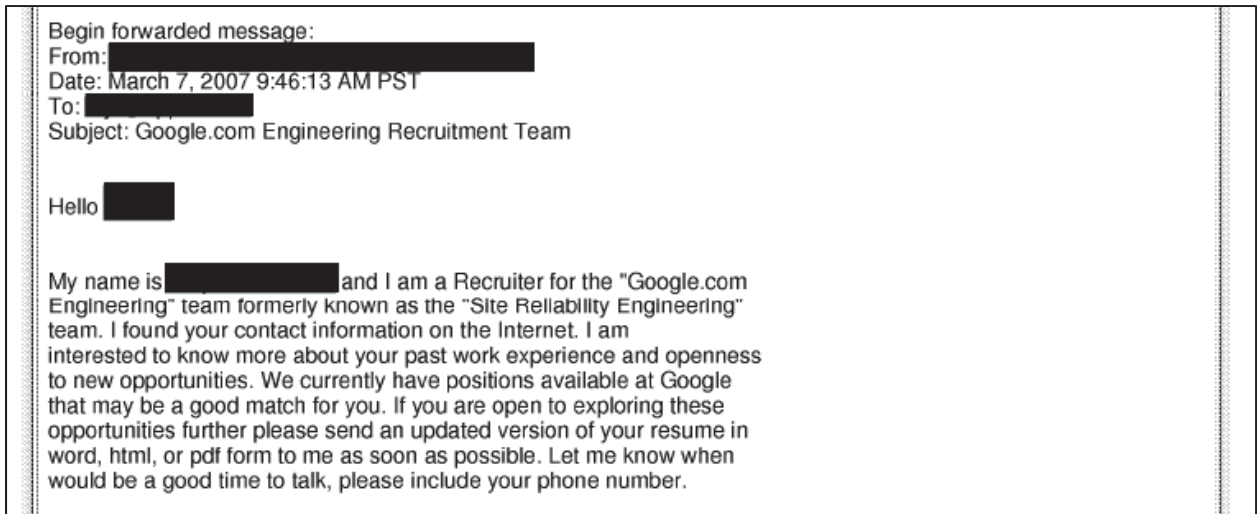 Begin forwarded message:
From:
Date: March 7, 2007 9:46:13 AM PST
To:
Subject: Google.com Engineering Recruitment Team
Hello
My name is and I am a Recruiter for the "Google.com
Engineering" team formerly known as the "Site Reliability Engineering"
team. I found your contact information on the Internet. I am
interested to know more about your past work experience and openness
to new opportunities. We currently have positions available at Google
that may be a good match for you. If you are open to exploring these
opportunities further please send an updated version of your resume in
word, html, or pdf form to me as soon as possible. Let me know when
would be a good time to talk, please include your phone number.